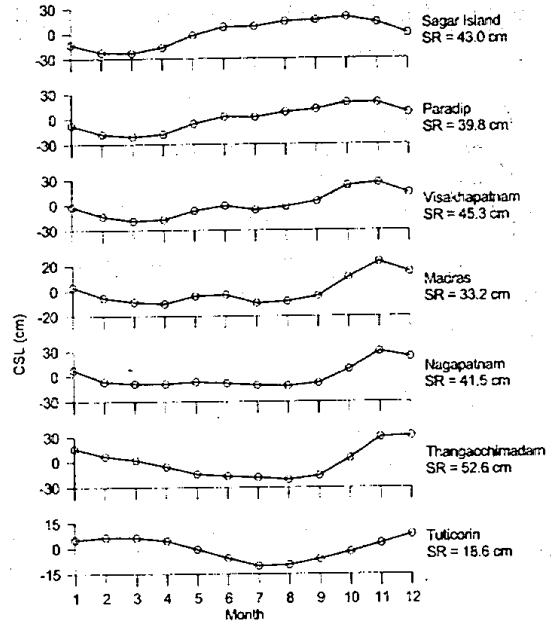 30
0
-30
Sagar Island
SR = 43.0 cm
30
0
-30
Paradip
SR = 39.8 cm
30
0
-30
Visakhapatnam
SR = 45.3 cm
20
0
-20
Madras
SR = 33.2 cm
CSL (cm)
30
0
-30
Nagapatnam
SR = 41.5 cm
30
0
-30
Thangacchimadam
SR = 52.6 cm
15
0
-15
Tuticorin
SR = 18.6 cm
1 2 3 4 5 6 7 8 9 10 11 12
Month